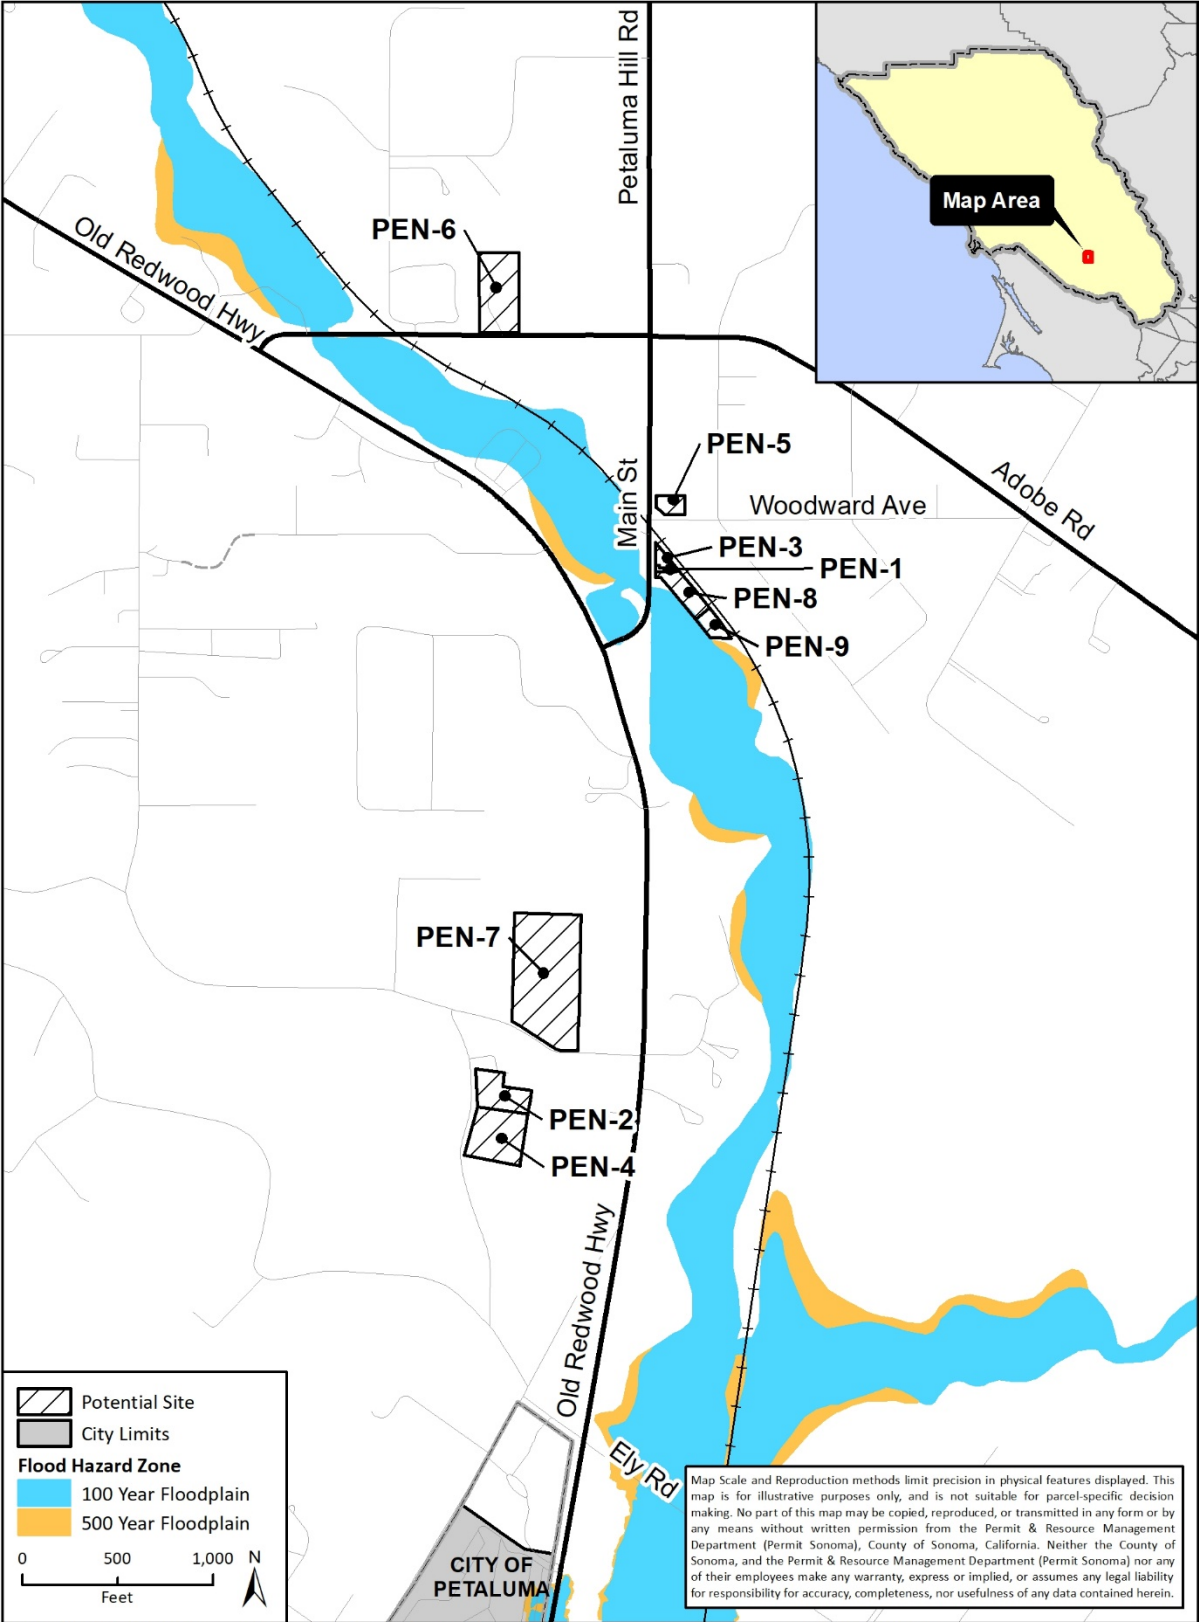 Petaluma Hill Rd
Map Area
PEN-6
Old Redwood Hwy
PEN-5
Main St
Woodward Ave
Adobe Rd
PEN-3
PEN-1
PEN-8
PEN-9
PEN-7
PEN-2
PEN-4
Old Redwood Hwy
Ely Rd
CITY OF
PETALUMA
Potential Site
City Limits
Flood Hazard Zone
100 Year Floodplain
500 Year Floodplain
0 500 1,000
Feet
N
Map Scale and Reproduction methods limit precision in physical features displayed. This
map is for illustrative purposes only, and is not suitable for parcel-specific decision
making. No part of this map may be copied, reproduced, or transmitted in any form or by
any means without written permission from the Permit & Resource Management
Department (Permit Sonoma), County of Sonoma, California. Neither the County of
Sonoma, and the Permit & Resource Management Department (Permit Sonoma) nor any
of their employees make any warranty, express or implied, or assumes any legal liability
for responsibility for accuracy, completeness, nor usefulness of any data contained herein.